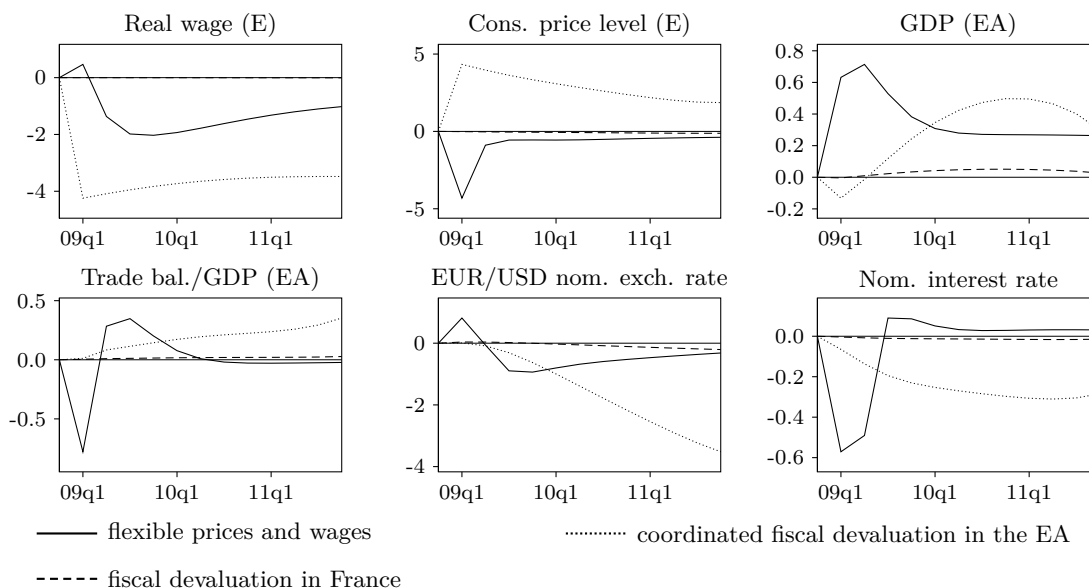 Real wage (E)
Cons. price level (E)
GDP (EA)
0
-2
-4
09q1 10q1 11q1
5
0
-5
09q1 10q1 11q1
0.8
0.6
0.4
0.2
0.0
-0.2
09q1 10q1 11q1
Trade bal./GDP (EA)
EUR/USD nom. exch. rate
Nom. interest rate
0.5
0.0
-0.5
09q1 10q1 11q1
0
-2
-4
09q1 10q1 11q1
0.0
-0.2
-0.4
-0.6
09q1 10q1 11q1
flexible prices and wages
coordinated fiscal devaluation in the EA
fiscal devaluation in France